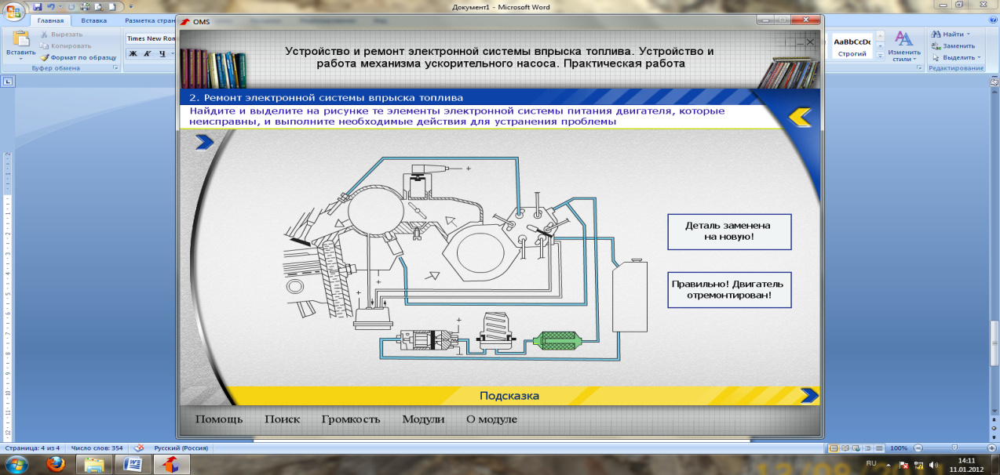 Документ1 - Microsoft Word
Главная
Вставка
Разметка стран
Вставить
Вырезать
Копировать
Формат по образцу
Буфер обмена
Times New Rom
Ж К Ч
AaBbCcDc
Строгий
Изменить
стили
Найти
Заменить
Выделить
Редактирование
OMS
Устройство и ремонт электронной системы впрыска топлива. Устройство и
работа механизма ускорительного насоса. Практическая работа
2. Ремонт электронной системы впрыска топлива
Найдите и выделите на рисунке те элементы электронной системы питания двигателя, которые
неисправны, и выполните необходимые действия для устранения проблемы
Деталь заменена
на новую!
Правильно! Двигатель
отремонтирован!
Подсказка
Помощь
Поиск
Громкость
Модули
О модуле
Страница: 4 из 4
Число слов: 354
Русский (Россия)
100%
RU
14:11
11.01.2012